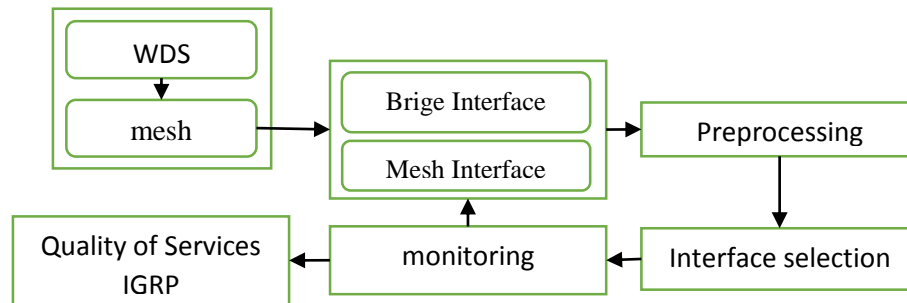 WDS
mesh
Brige Interface
Mesh Interface
Preprocessing
Interface selection
monitoring
Quality of Services
IGRP